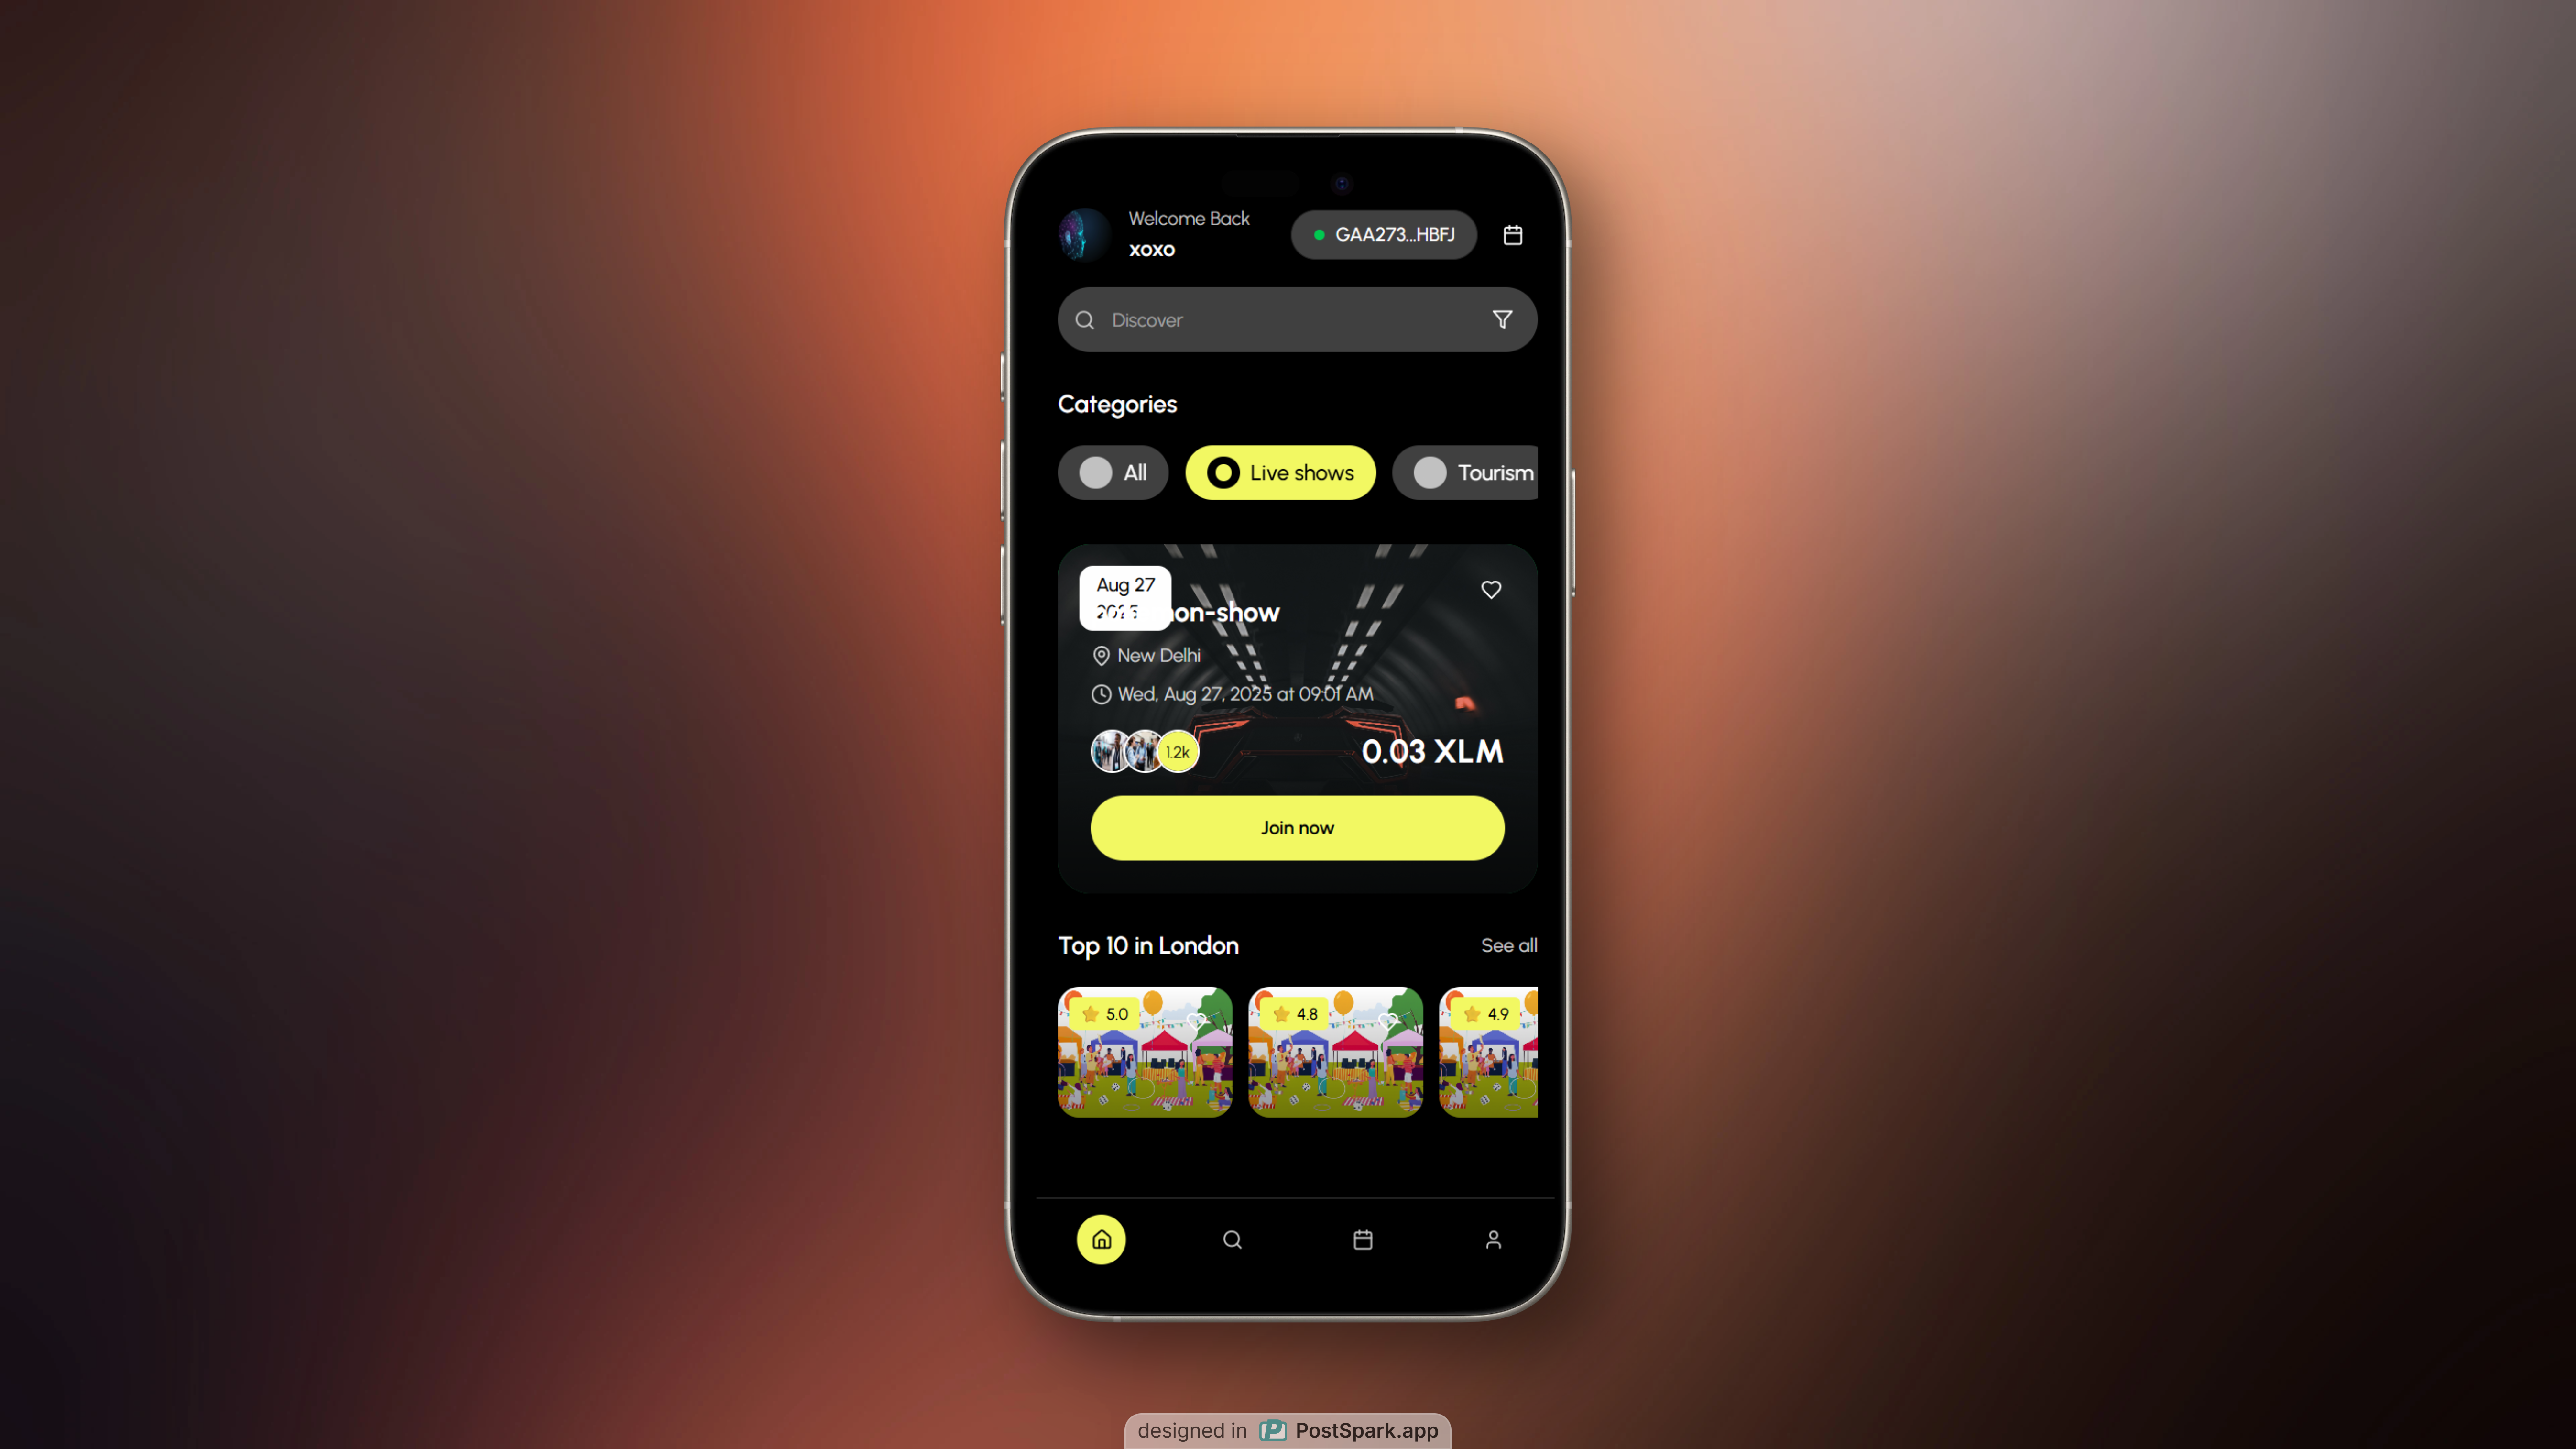 Welcome Back
xoxo
GAA273...HBFJ
Discover
Categories
All
Live shows
Tourism
Aug 27
on-show
New Delhi
Wed, Aug 27, 2025 at 09:01 AM
1.2k
0.03 XLM
Join now
Top 10 in London
See all
5.0
4.8
4.9
designed in PostSpark.app